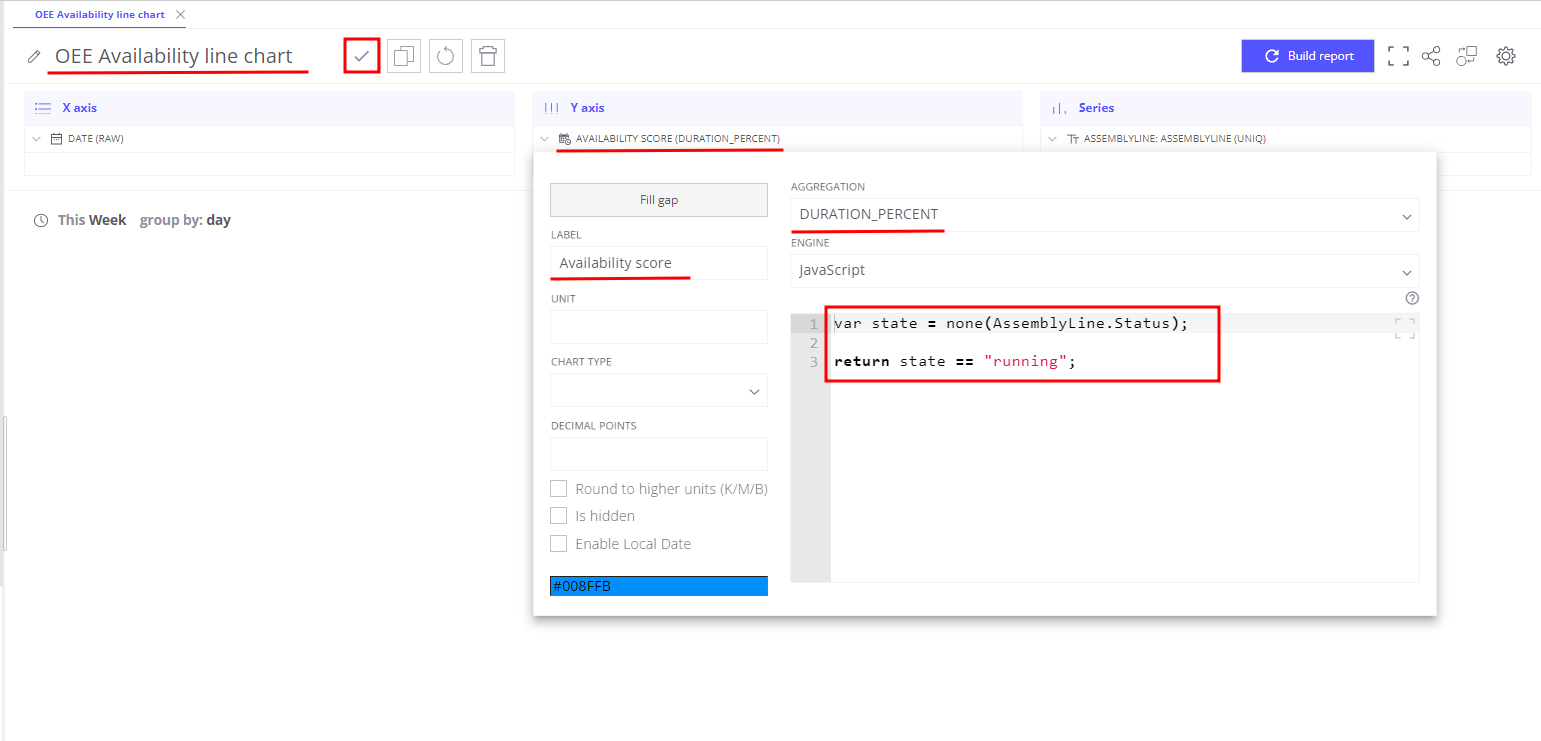 OEE Availability line chart
OEE Availability line chart
Build report
X axis
Y axis
Series
DATE (RAW)
AVAILABILITY SCORE (DURATION_PERCENT)
ASSEMBLYLINE: ASSEMBLYLINE (UNIQ)
This Week group by: day
Fill gap
LABEL
Availability score
UNIT
CHART TYPE
DECIMAL POINTS
Round to higher units (K/M/B)
Is hidden
Enable Local Date
#008FFB
AGGREGATION
DURATION_PERCENT
ENGINE
JavaScript
1 var state = none(AssemblyLine.Status);
2
3 return state == "running";